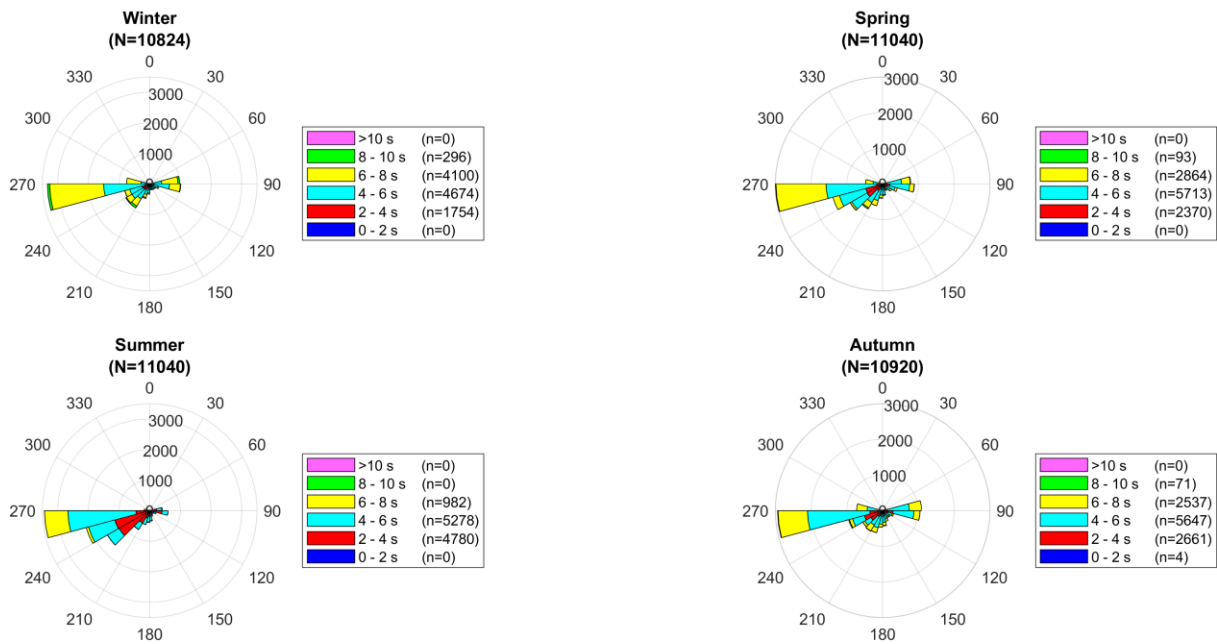 Winter
(N=10824)
0
30
60
90
120
150
180
210
240
270
300
330
1000
2000
3000
>10 s (n=0)
8 - 10 s (n=296)
6 - 8 s (n=4100)
4 - 6 s (n=4674)
2 - 4 s (n=1754)
0 - 2 s (n=0)
Spring
(N=11040)
0
30
60
90
120
150
180
210
240
270
300
330
1000
2000
3000
>10 s (n=0)
8 - 10 s (n=93)
6 - 8 s (n=2864)
4 - 6 s (n=5713)
2 - 4 s (n=2370)
0 - 2 s (n=0)
Summer
(N=11040)
0
30
60
90
120
150
180
210
240
270
300
330
1000
2000
3000
>10 s (n=0)
8 - 10 s (n=0)
6 - 8 s (n=982)
4 - 6 s (n=5278)
2 - 4 s (n=4780)
0 - 2 s (n=0)
Autumn
(N=10920)
0
30
60
90
120
150
180
210
240
270
300
330
1000
2000
3000
>10 s (n=0)
8 - 10 s (n=71)
6 - 8 s (n=2537)
4 - 6 s (n=5647)
2 - 4 s (n=2661)
0 - 2 s (n=4)